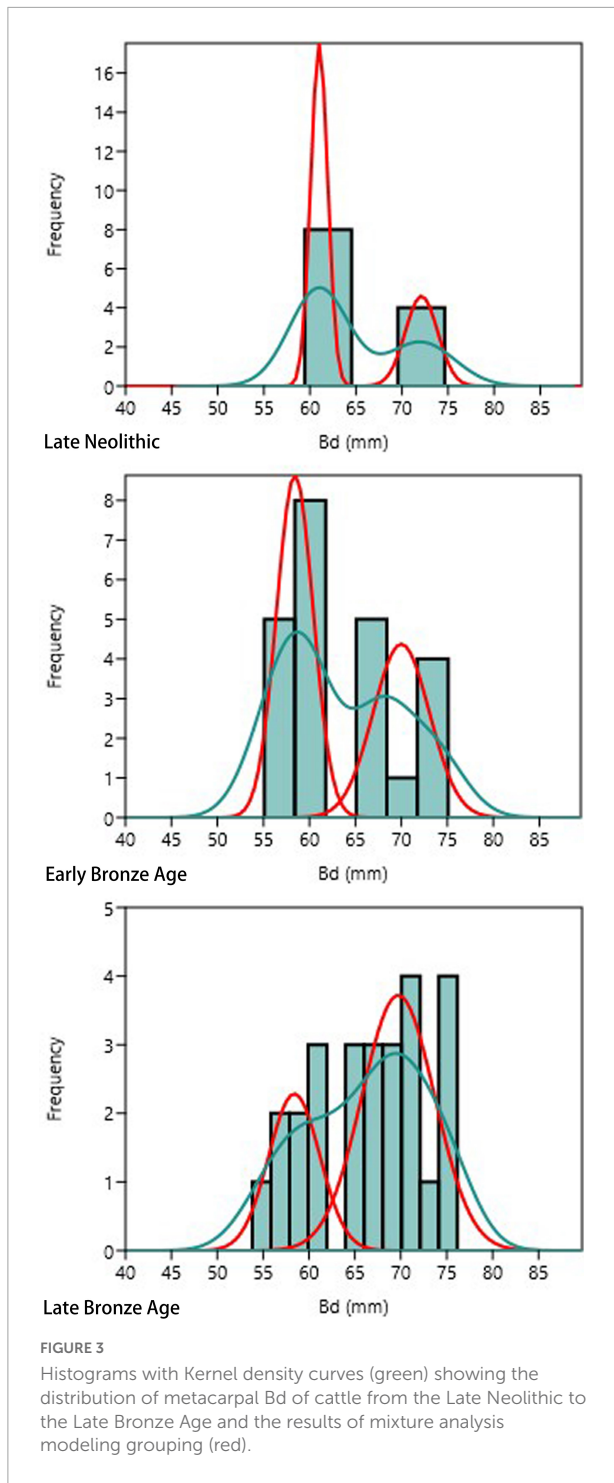 Frequency
16
14
12
10
8
6
4
2
0
40 45 50 55 60 65 70 75 80 85
Late Neolithic
Bd (mm)
Frequency
8
7
6
5
4
3
2
1
0
40 45 50 55 60 65 70 75 80 85
Early Bronze Age
Bd (mm)
Frequency
5
4
3
2
1
0
40 45 50 55 60 65 70 75 80 85
Late Bronze Age
Bd (mm)
FIGURE 3
Histograms with Kernel density curves (green) showing the
distribution of metacarpal Bd of cattle from the Late Neolithic to
the Late Bronze Age and the results of mixture analysis
modeling grouping (red).